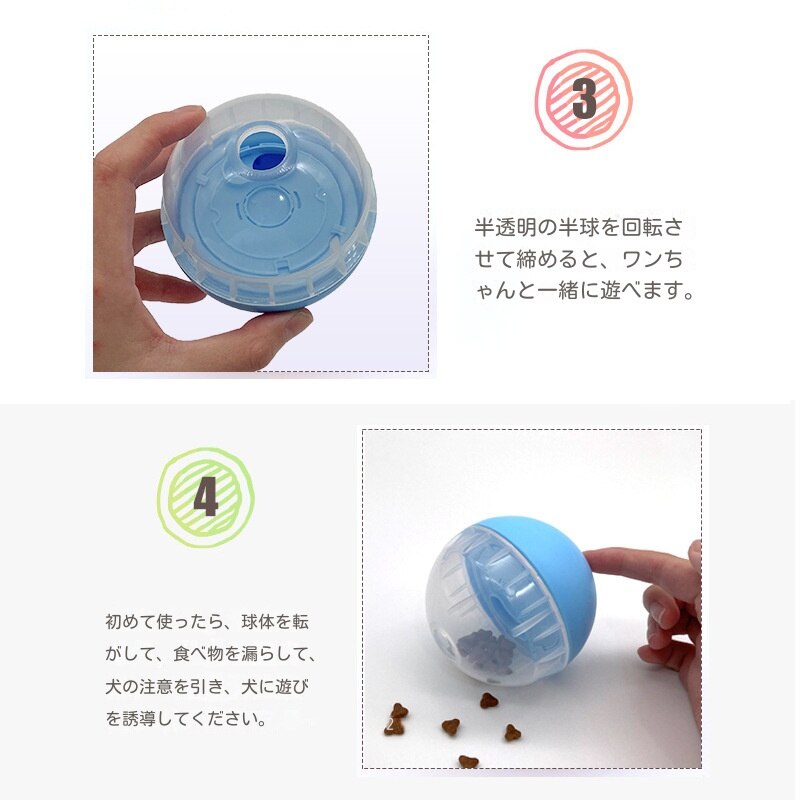 3
半透明の半球を回転さ
せて締めると、ワンち
ゃんと一緒に遊べます。
4
初めて使ったら、球体を転
がして、食べ物を漏らして、
犬の注意を引き、犬に遊び
を誘導してください。
2